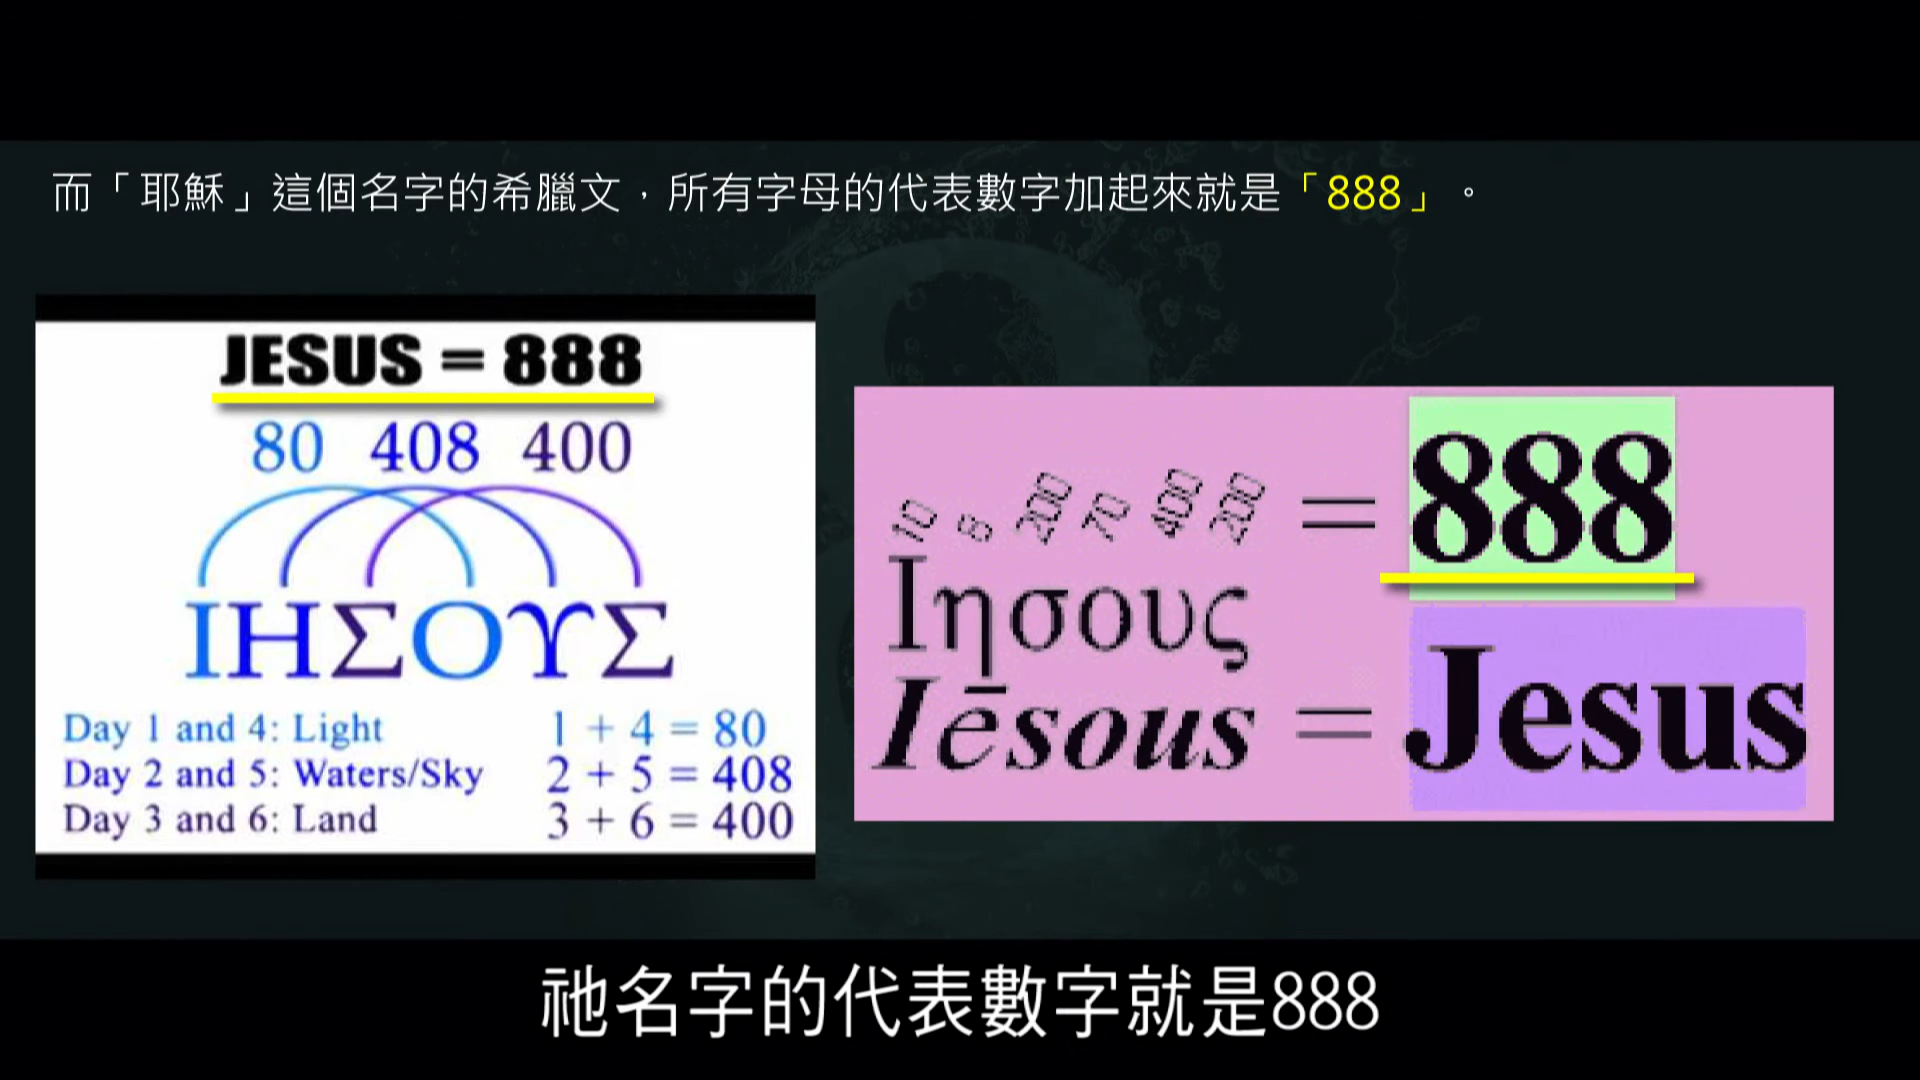 而「耶穌」這個名字的希臘文，所有字母的代表數字加起來就是「888」。
JESUS = 888
80 408 400
ΙΗΣΟϒΣ
Day 1 and 4: Light 1 + 4 = 80
Day 2 and 5: Waters/Sky 2 + 5 = 408
Day 3 and 6: Land 3 + 6 = 400
10 8 200 70 400 200 = 888
Ιησους
Iēsous = Jesus
祂名字的代表數字就是888